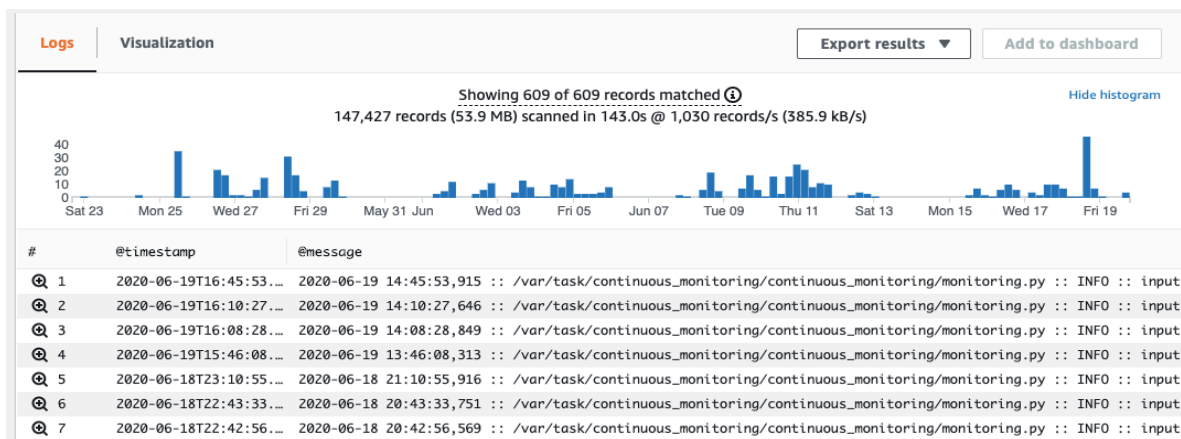 Logs Visualization Export results ▼ Add to dashboard
Showing 609 of 609 records matched
Hide histogram
147,427 records (53.9 MB) scanned in 143.0s @ 1,030 records/s (385.9 kB/s)
40
30
20
10
0
Sat 23 Mon 25 Wed 27 Fri 29 May 31 Jun Wed 03 Fri 05 Jun 07 Tue 09 Thu 11 Sat 13 Mon 15 Wed 17 Fri 19
# @timestamp @message
1 2020-06-19T16:45:53.… 2020-06-19 14:45:53,915 :: /var/task/continuous_monitoring/continuous_monitoring/monitoring.py :: INFO :: input
2 2020-06-19T16:10:27.… 2020-06-19 14:10:27,646 :: /var/task/continuous_monitoring/continuous_monitoring/monitoring.py :: INFO :: input
3 2020-06-19T16:08:28.… 2020-06-19 14:08:28,849 :: /var/task/continuous_monitoring/continuous_monitoring/monitoring.py :: INFO :: input
4 2020-06-19T15:46:08.… 2020-06-19 13:46:08,313 :: /var/task/continuous_monitoring/continuous_monitoring/monitoring.py :: INFO :: input
5 2020-06-18T23:10:55.… 2020-06-18 21:10:55,916 :: /var/task/continuous_monitoring/continuous_monitoring/monitoring.py :: INFO :: input
6 2020-06-18T22:43:33.… 2020-06-18 20:43:33,751 :: /var/task/continuous_monitoring/continuous_monitoring/monitoring.py :: INFO :: input
7 2020-06-18T22:42:56.… 2020-06-18 20:42:56,569 :: /var/task/continuous_monitoring/continuous_monitoring/monitoring.py :: INFO :: input